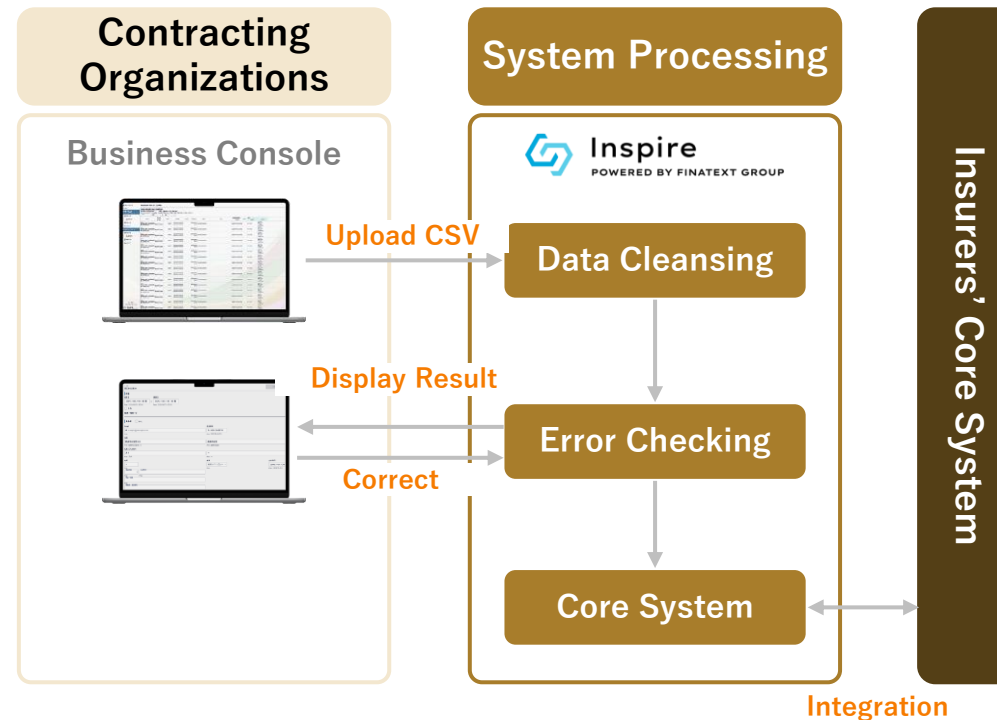 Contracting
Organizations
System Processing
Business Console
Inspire
POWERED BY FINATEXT GROUP
Upload CSV
Data Cleansing
Display Result
Error Checking
Correct
Core System
Insurers' Core System
Integration